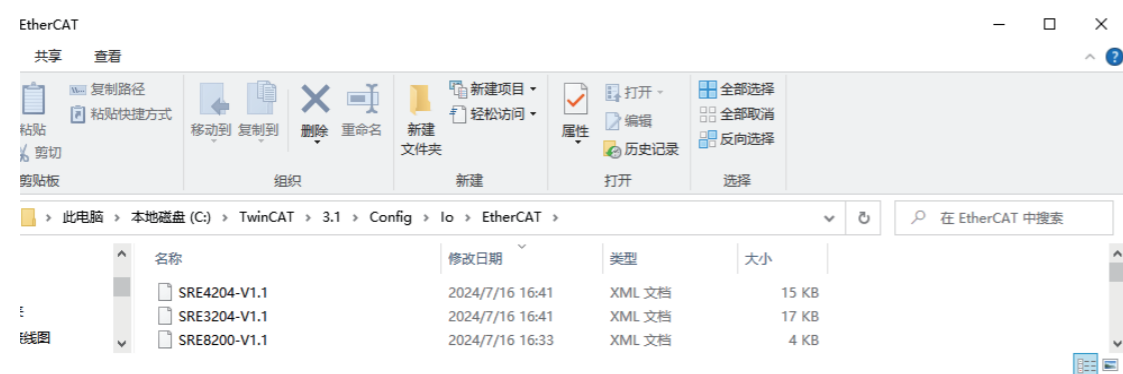 EtherCAT
共享 查看
复制路径
粘贴快捷方式
粘贴
剪切
移动到 复制到 删除 重命名
新建
文件夹
新建项目
轻松访问
属性
打开
编辑
历史记录
全部选择
全部取消
反向选择
剪贴板 组织 新建 打开 选择
此电脑 › 本地磁盘 (C:) › TwinCAT › 3.1 › Config › Io › EtherCAT ›
在 EtherCAT 中搜索
名称 修改日期 类型 大小
SRE4204-V1.1 2024/7/16 16:41 XML 文档 15 KB
SRE3204-V1.1 2024/7/16 16:41 XML 文档 17 KB
线图
SRE8200-V1.1 2024/7/16 16:33 XML 文档 4 KB